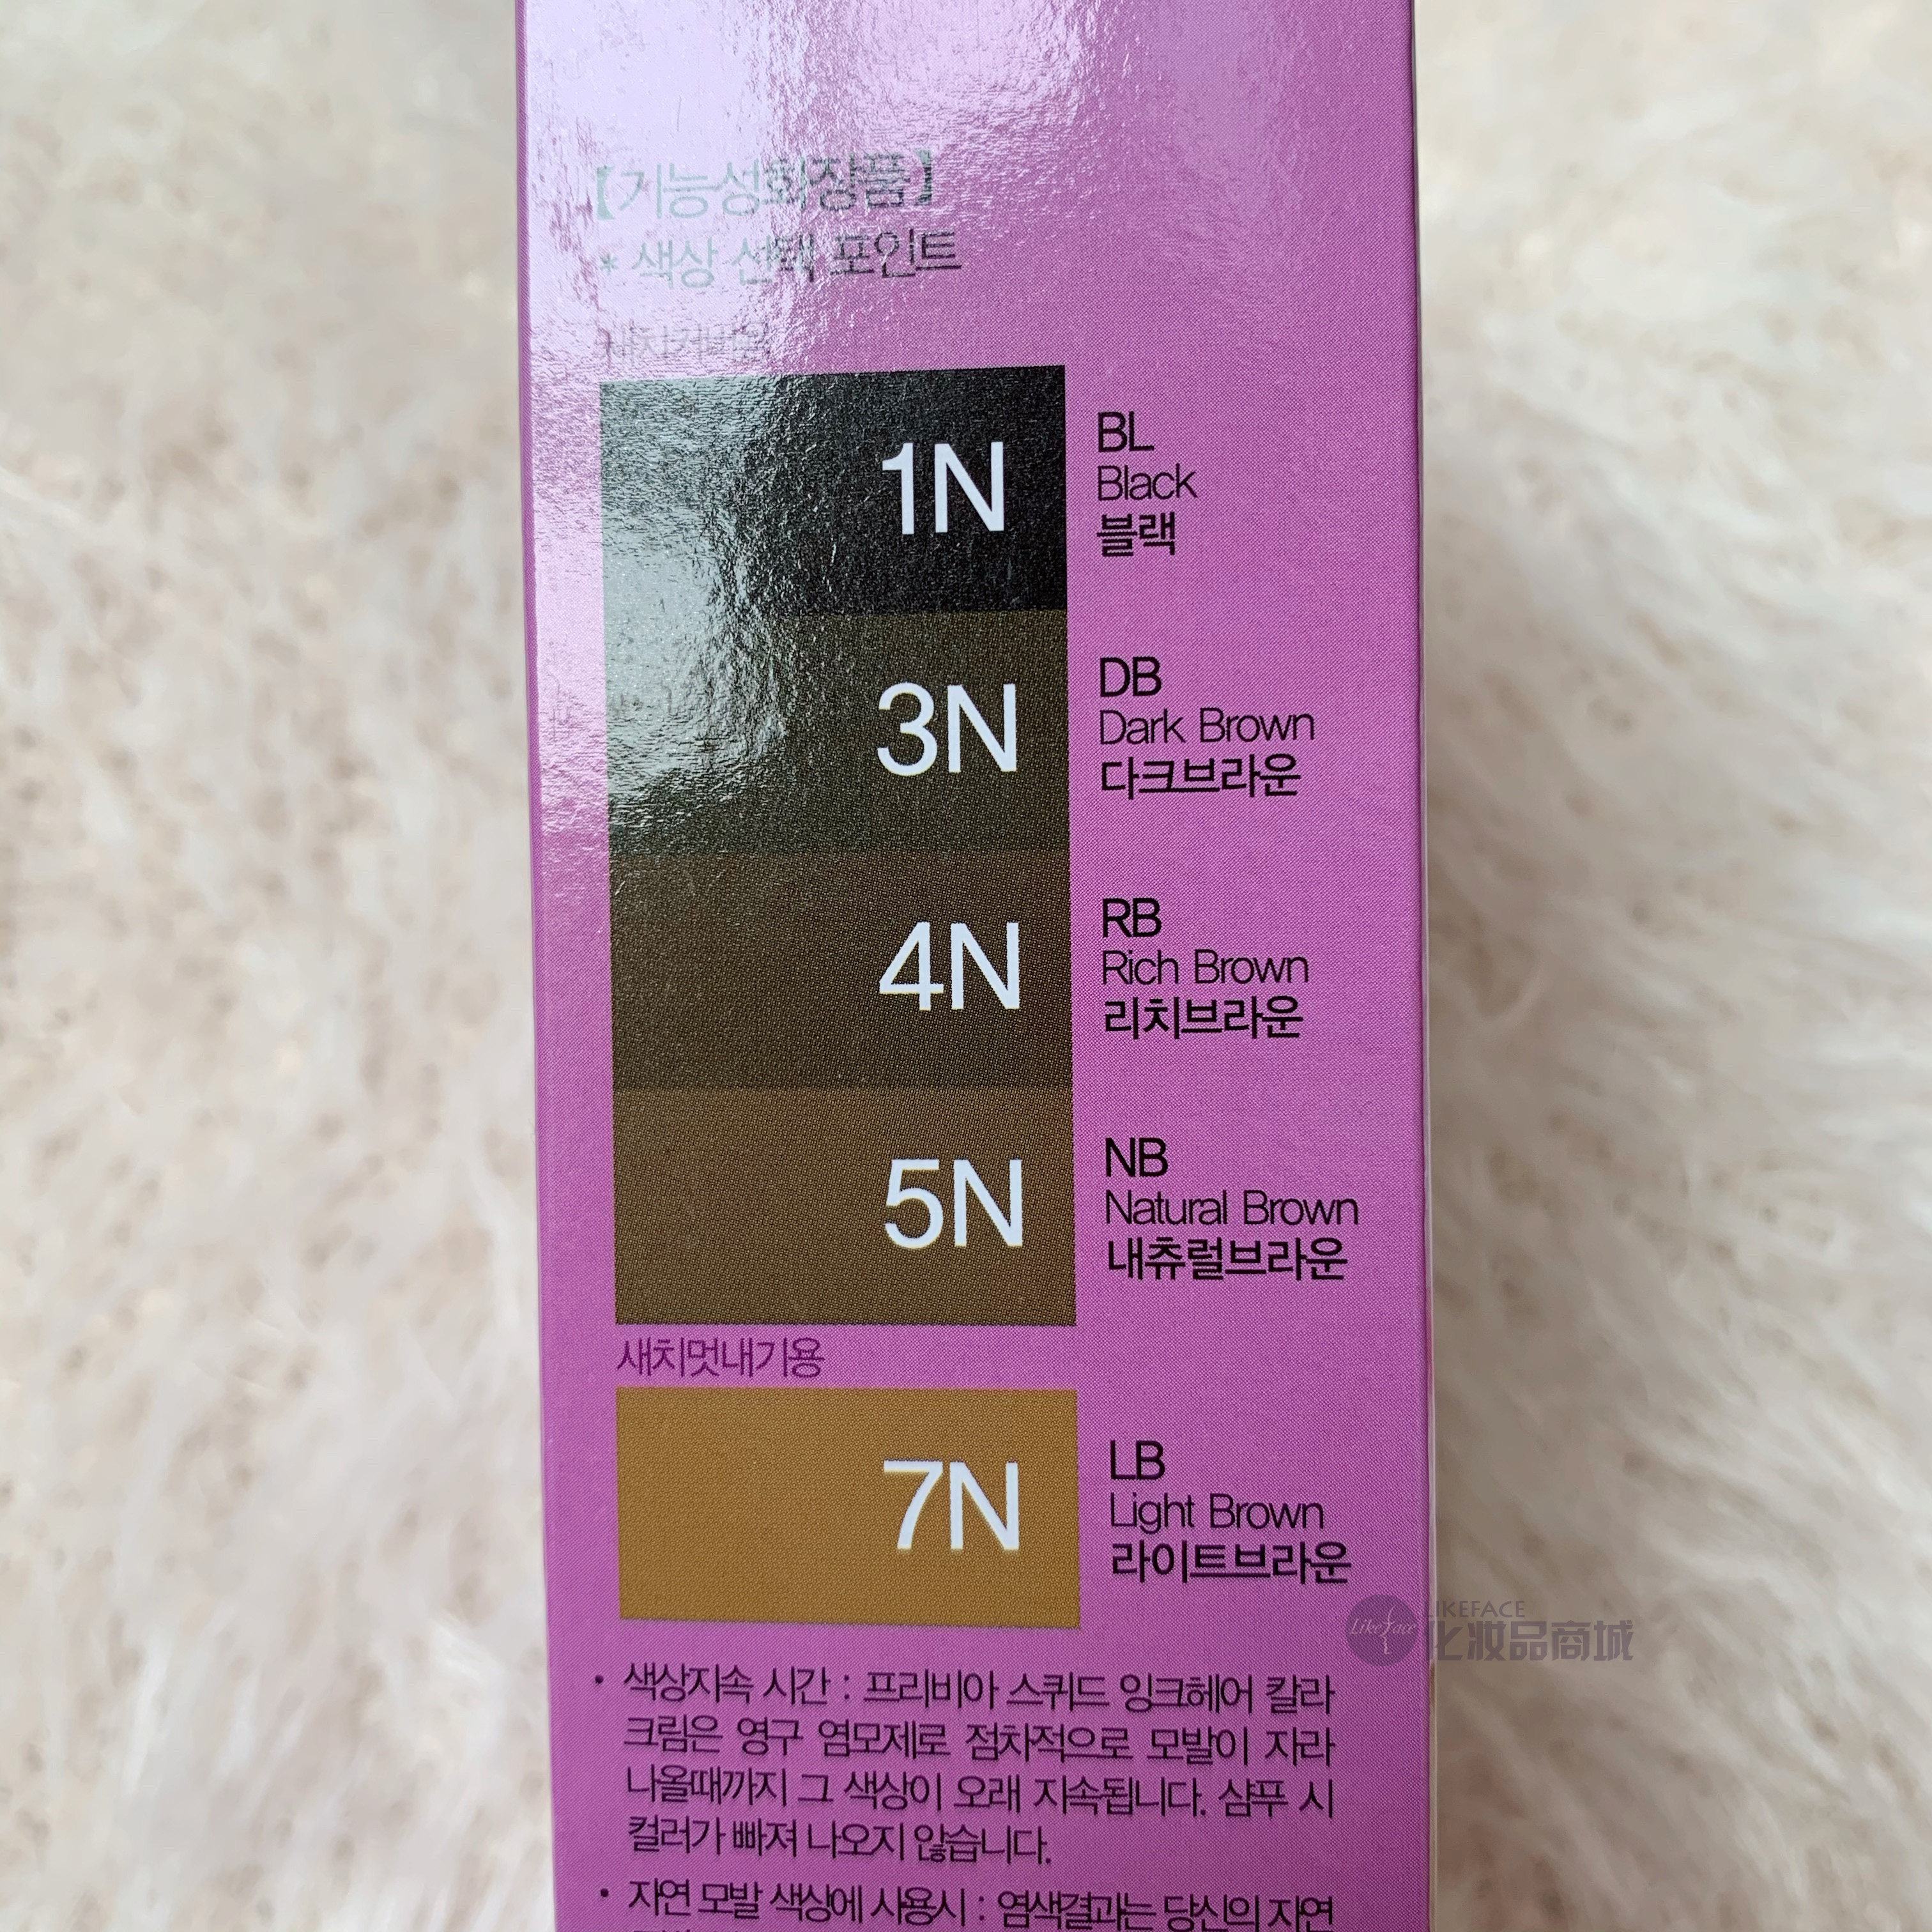 【기능성화장품】
* 색상 선택 포인트
새치커버용
1N
BL
Black
블랙
3N
DB
Dark Brown
다크브라운
4N
RB
Rich Brown
리치브라운
5N
NB
Natural Brown
내츄럴브라운
새치멋내기용
7N
LB
Light Brown
라이트브라운
LIKEFACE
Likeface 化妆品商城
• 색상지속 시간 : 프리비아 스퀴드 잉크헤어 칼라
크림은 영구 염모제로 점차적으로 모발이 자라
나올때까지 그 색상이 오래 지속됩니다. 샴푸 시
컬러가 빠져 나오지 않습니다.
• 자연 모발 색상에 사용시 : 염색결과는 당신의 자연